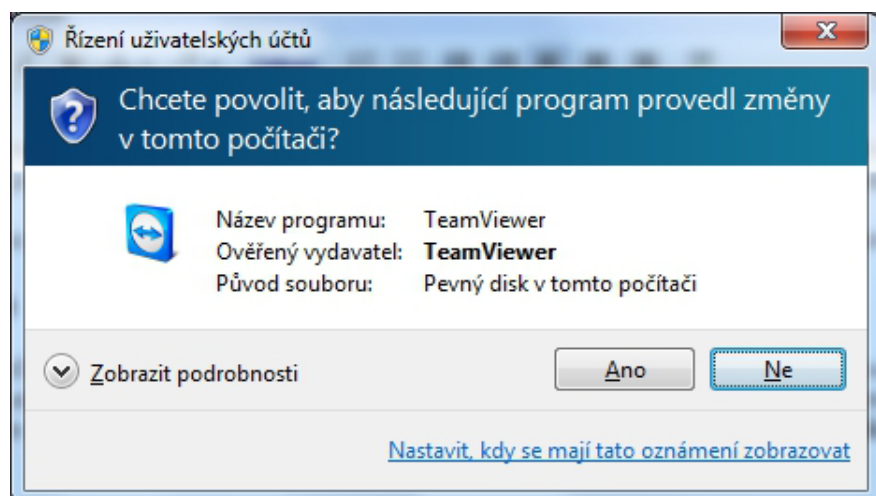 Řízení uživatelských účtů
Chcete povolit, aby následující program provedl změny
v tomto počítači?
Název programu: TeamViewer
Ověřený vydavatel: TeamViewer
Původ souboru: Pevný disk v tomto počítači
Zobrazit podrobnosti
Ano
Ne
Nastavit, kdy se mají tato oznámení zobrazovat